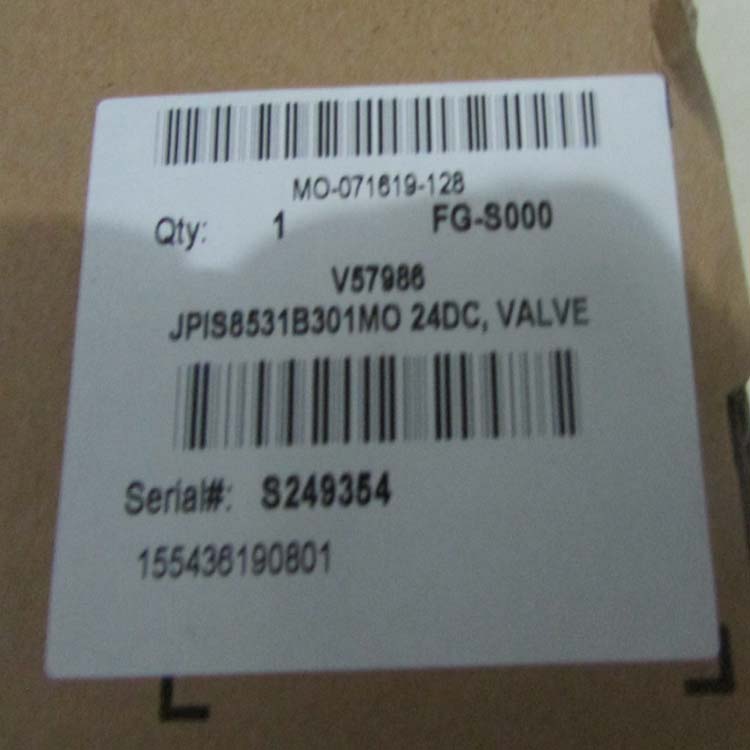 MO-071619-128
Qty: 1 FG-S000
V57986
JPIS8531B301MO 24DC, VALVE
Serial#: S249354
155436190801